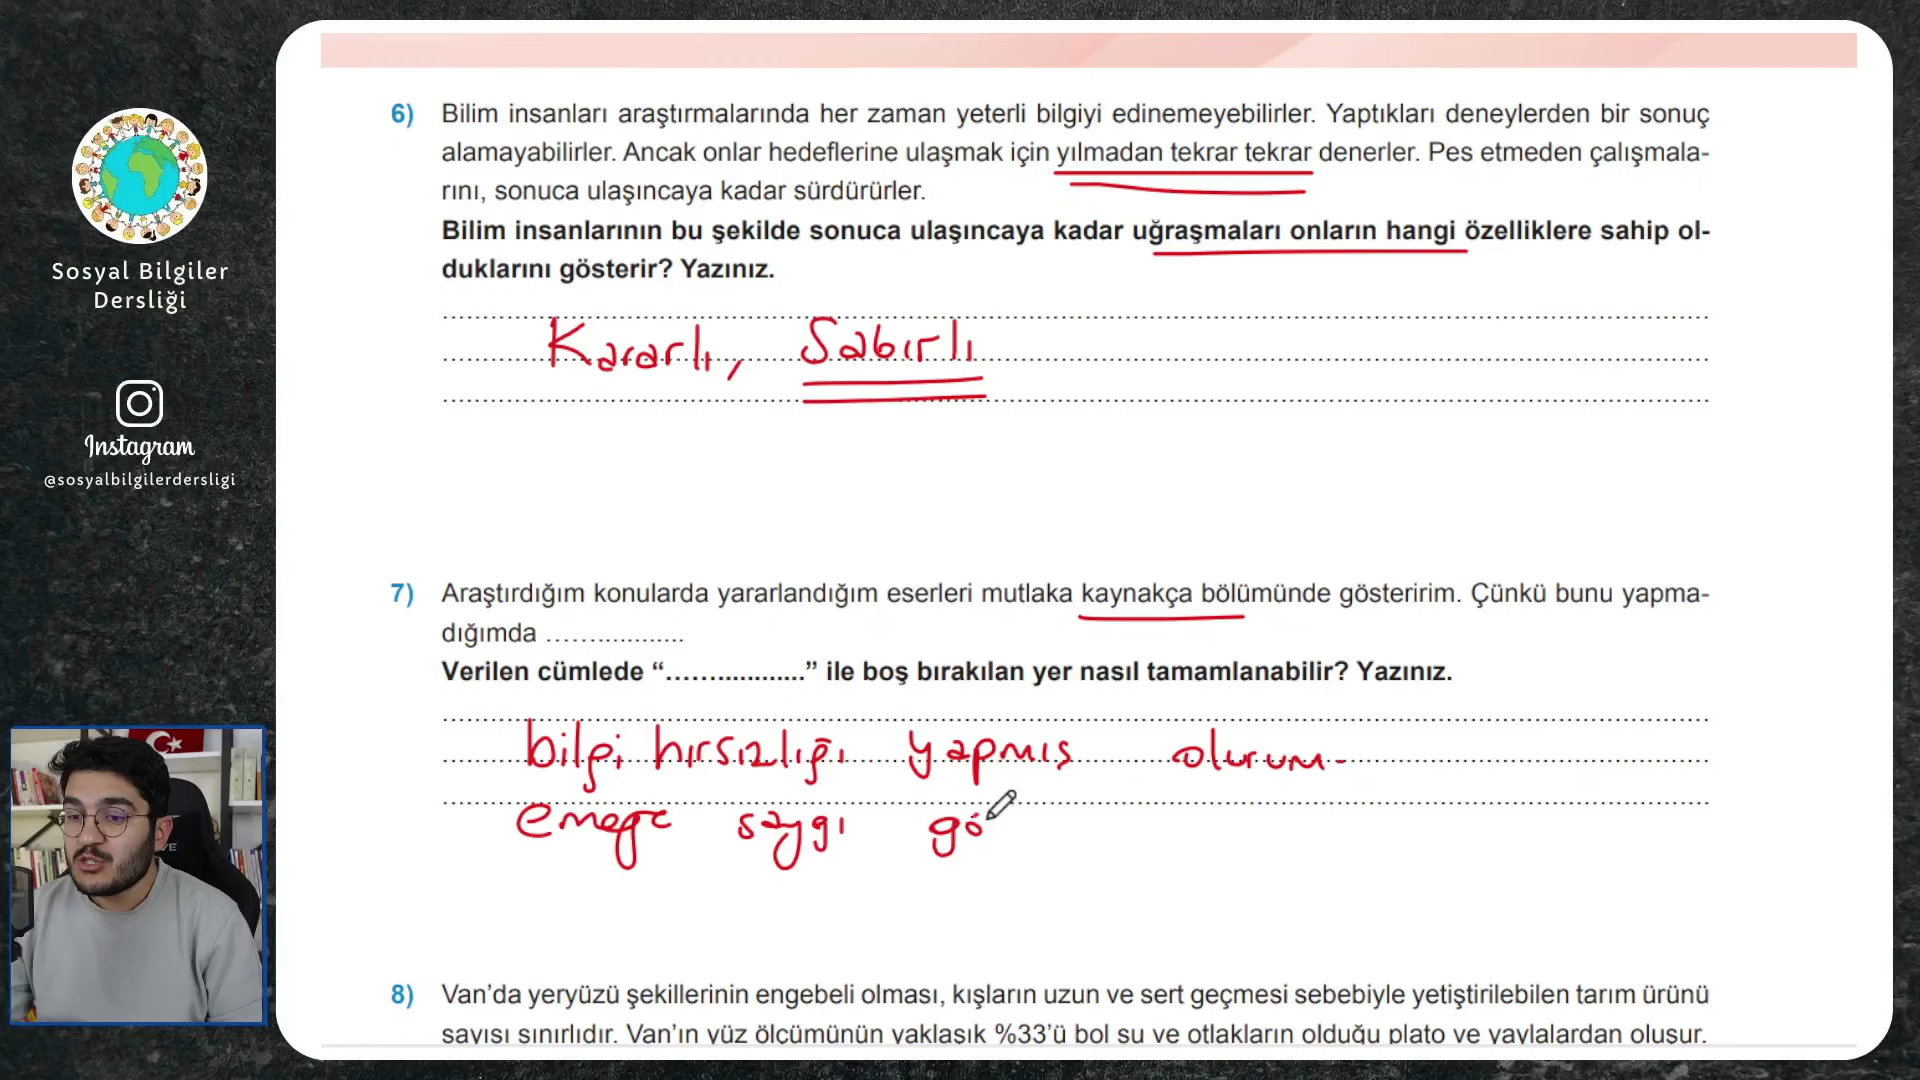 Sosyal Bilgiler
Dersliği
Instagram
@sosyalbilgilerdersligi
6) Bilim insanları araştırmalarında her zaman yeterli bilgiyi edinemeyebilirler. Yaptıkları deneylerden bir sonuç
alamayabilirler. Ancak onlar hedeflerine ulaşmak için yılmadan tekrar tekrar denerler. Pes etmeden çalışmala-
rını, sonuca ulaşıncaya kadar sürdürürler.
Bilim insanlarının bu şekilde sonuca ulaşıncaya kadar uğraşmaları onların hangi özelliklere sahip ol-
duklarını gösterir? Yazınız.
Kararlı, Sabırlı
7) Araştırdığım konularda yararlandığım eserleri mutlaka kaynakça bölümünde gösteririm. Çünkü bunu yapma-
dığımda ..................
Verilen cümlede “..................” ile boş bırakılan yer nasıl tamamlanabilir? Yazınız.
bilgi hırsızlığı yapmış olurum.
emeğe saygı gö
8) Van’da yeryüzü şekillerinin engebeli olması, kışların uzun ve sert geçmesi sebebiyle yetiştirilebilen tarım ürünü
sayısı sınırlıdır. Van’ın yüz ölçümünün yaklaşık %33’ü bol su ve otlakların olduğu plato ve yaylalardan oluşur.